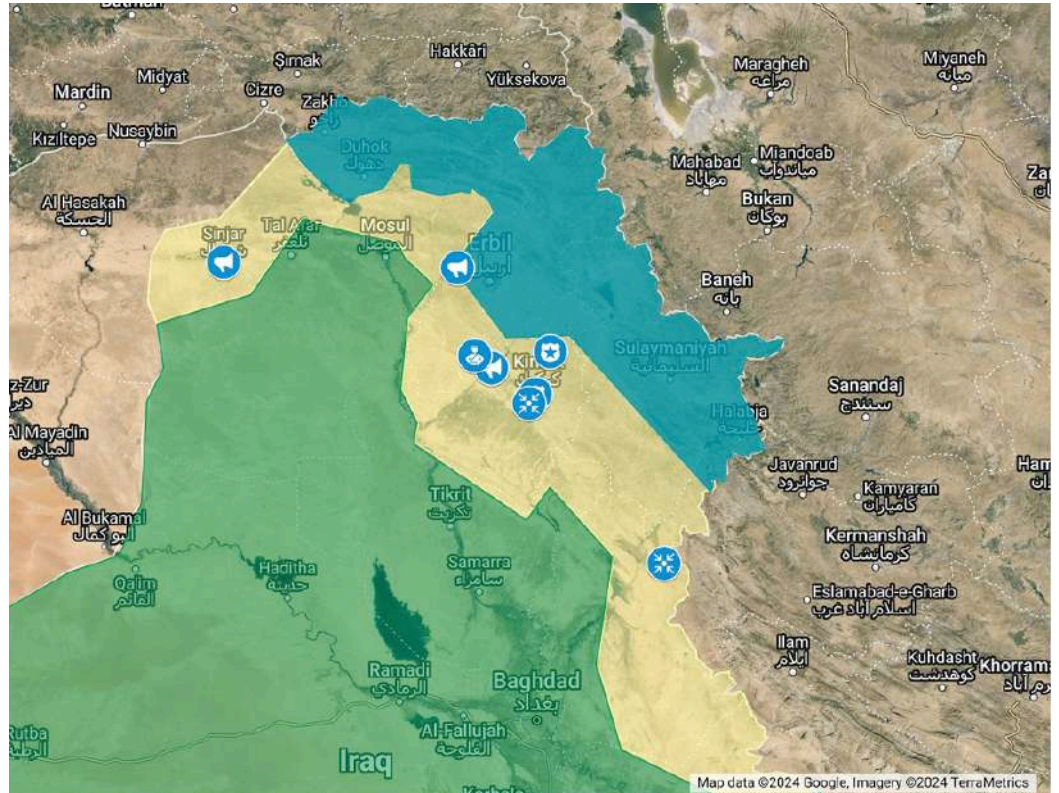 Hakkâri
Şırnak
Yüksekova
Maragheh
مراغه
Miyaneh
میانه
Midyat
Mardin
Cizre
Zakho
زاخو
Kızıltepe
Nusaybin
Duhok
دهوك
Mahabad
مهاباد
Miandoab
میاندوآب
Bukan
بوکان
Al Hasakah
الحسكة
Sinjar
Tal Afar
تلعفر
Mosul
الموصل
Erbil
اربيل
Baneh
بانه
Sulaymaniyah
السليمانية
Sanandaj
سنندج
Halabja
حلبجة
Al Mayadin
الميادين
Javanrud
جوانرود
Kamyaran
کامیاران
Tikrit
تكريت
Al Bukamal
البو كمال
Kermanshah
کرمانشاه
Haditha
حديثة
Samarra
سامراء
Qaim
القائم
Eslamabad-e-Gharb
اسلام آباد غرب
Ilam
ایلام
Kuhdasht
کوهدشت
Ramadi
الرمادي
Baghdad
بغداد
Al-Fallujah
الفلوجة
Rutba
Iraq
Map data ©2024 Google, Imagery ©2024 TerraMetrics